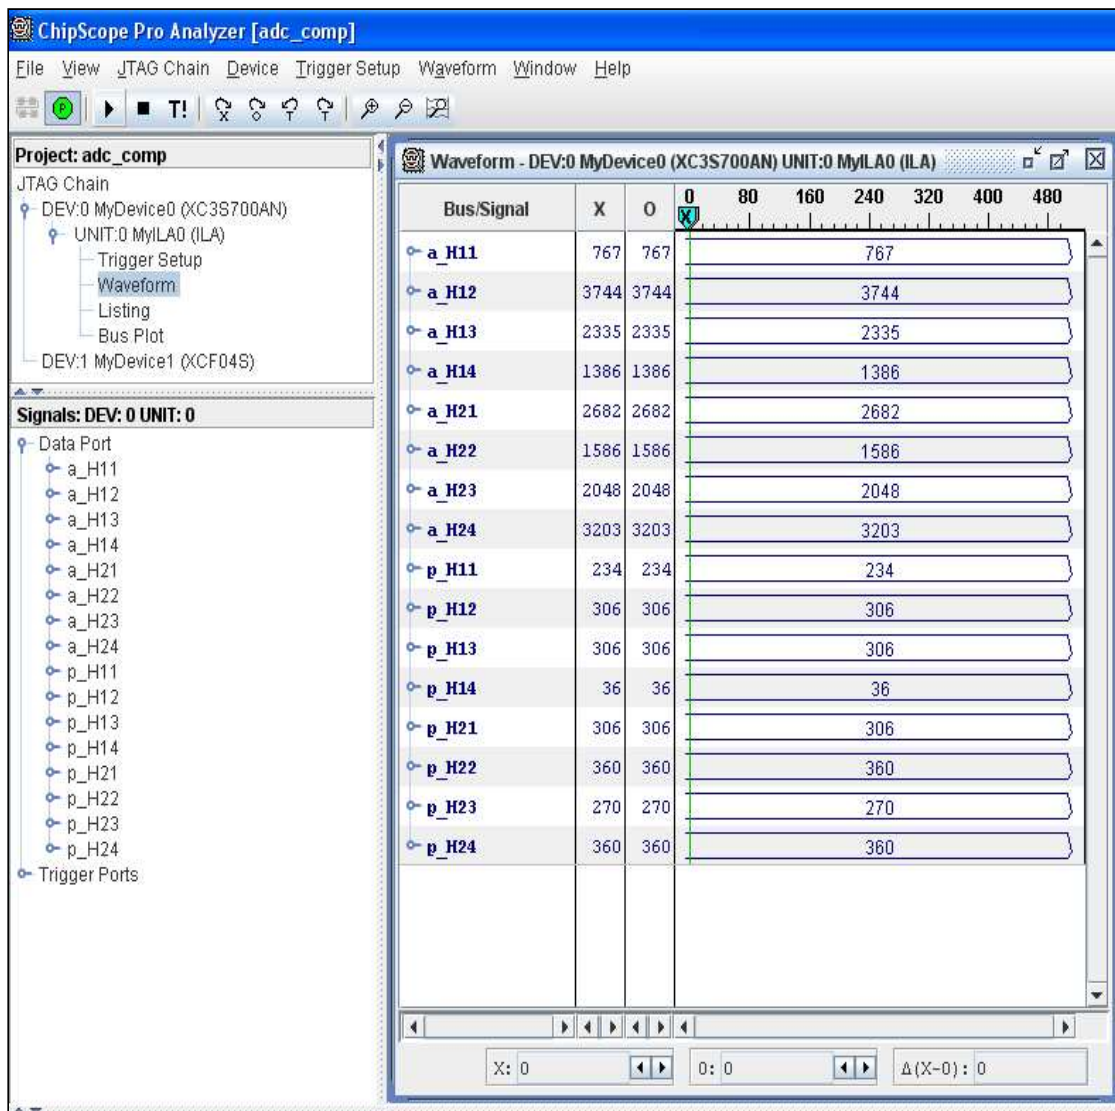 ChipScope Pro Analyzer [adc_comp]
File View JTAG Chain Device Trigger Setup Waveform Window Help
T!
Project: adc_comp
JTAG Chain
DEV:0 MyDevice0 (XC3S700AN)
UNIT:0 MyILA0 (ILA)
Trigger Setup
Waveform
Listing
Bus Plot
DEV:1 MyDevice1 (XCF04S)
Signals: DEV: 0 UNIT: 0
Data Port
a_H11
a_H12
a_H13
a_H14
a_H21
a_H22
a_H23
a_H24
p_H11
p_H12
p_H13
p_H14
p_H21
p_H22
p_H23
p_H24
Trigger Ports
Waveform - DEV:0 MyDevice0 (XC3S700AN) UNIT:0 MyILA0 (ILA)
Bus/Signal X O 0 80 160 240 320 400 480
X
a_H11 767 767 767
a_H12 3744 3744 3744
a_H13 2335 2335 2335
a_H14 1386 1386 1386
a_H21 2682 2682 2682
a_H22 1586 1586 1586
a_H23 2048 2048 2048
a_H24 3203 3203 3203
p_H11 234 234 234
p_H12 306 306 306
p_H13 306 306 306
p_H14 36 36 36
p_H21 306 306 306
p_H22 360 360 360
p_H23 270 270 270
p_H24 360 360 360
X: 0 O: 0 Δ(X-O): 0